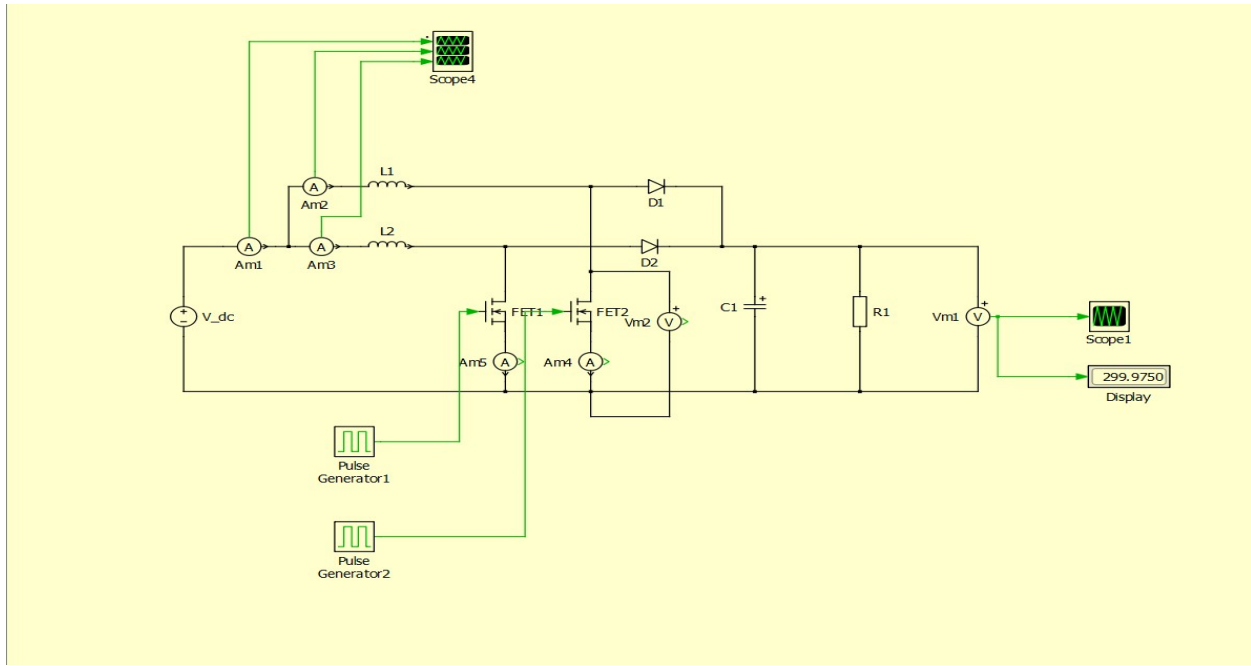 Scope4
L1
Am2
D1
L2
Am1
Am3
D2
V_dc
FET1
FET2
Vm2
C1
R1
Vm1
Scope1
Am5
Am4
299.9750
Display
Pulse
Generator1
Pulse
Generator2